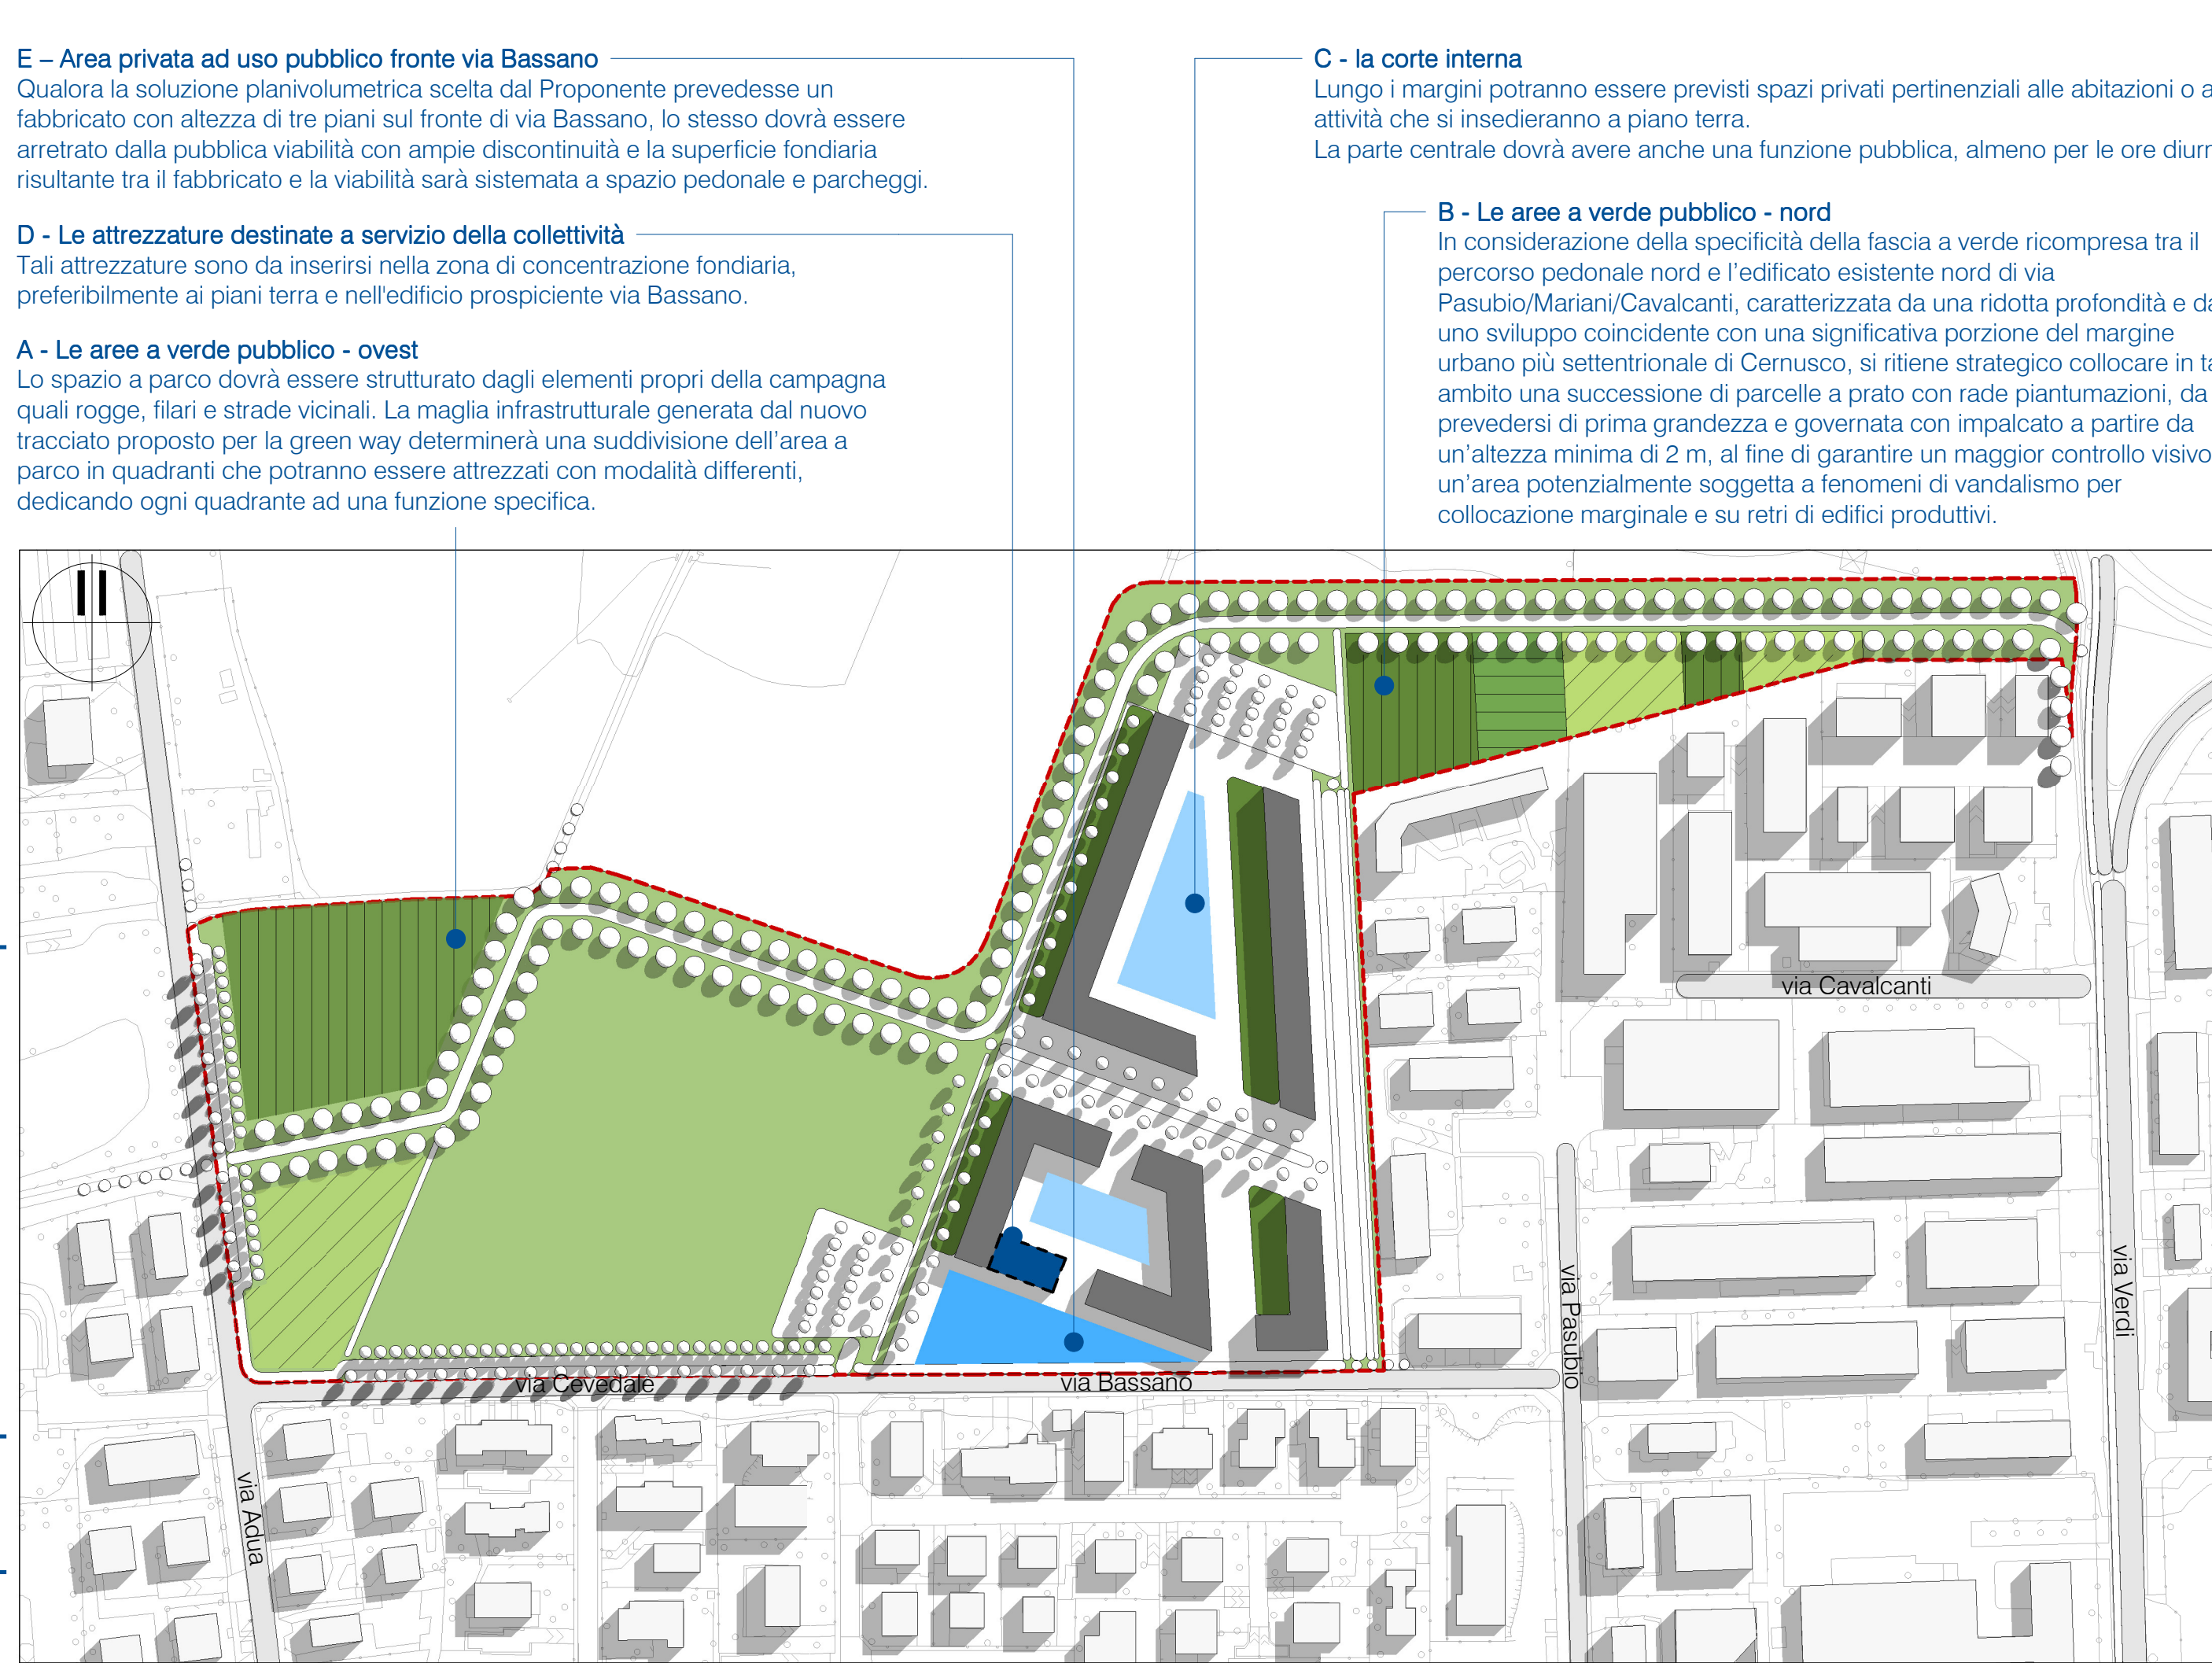 E – Area privata ad uso pubblico fronte via Bassano
Qualora la soluzione planivolumetrica scelta dal Proponente prevedesse un
fabbricato con altezza di tre piani sul fronte di via Bassano, lo stesso dovrà essere
arretrato dalla pubblica viabilità con ampie discontinuità e la superficie fondiaria
risultante tra il fabbricato e la viabilità sarà sistemata a spazio pedonale e parcheggi.
D - Le attrezzature destinate a servizio della collettività
Tali attrezzature sono da inserirsi nella zona di concentrazione fondiaria,
preferibilmente ai piani terra e nell'edificio prospiciente via Bassano.
A - Le aree a verde pubblico - ovest
Lo spazio a parco dovrà essere strutturato dagli elementi propri della campagna
quali rogge, filari e strade vicinali. La maglia infrastrutturale generata dal nuovo
tracciato proposto per la green way determinerà una suddivisione dell’area a
parco in quadranti che potranno essere attrezzati con modalità differenti,
dedicando ogni quadrante ad una funzione specifica.
C - la corte interna
Lungo i margini potranno essere previsti spazi privati pertinenziali alle abitazioni o
attività che si insedieranno a piano terra.
La parte centrale dovrà avere anche una funzione pubblica, almeno per le ore
B - Le aree a verde pubblico - nord
In considerazione della specificità della fascia a verde ricompresa tra il
percorso pedonale nord e l’edificato esistente nord di via
Pasubio/Mariani/Cavalcanti, caratterizzata da una ridotta profondità e
uno sviluppo coincidente con una significativa porzione del margine
urbano più settentrionale di Cernusco, si ritiene strategico collocare in
ambito una successione di parcelle a prato con rade piantumazioni, da
prevedersi di prima grandezza e governata con impalcato a partire da
un’altezza minima di 2 m, al fine di garantire un maggior controllo visivo
un’area potenzialmente soggetta a fenomeni di vandalismo per
collocazione marginale e su retri di edifici produttivi.
via Cavalcanti
via Pasubio
via Verdi
via Cevedale
via Bassano
via Adua